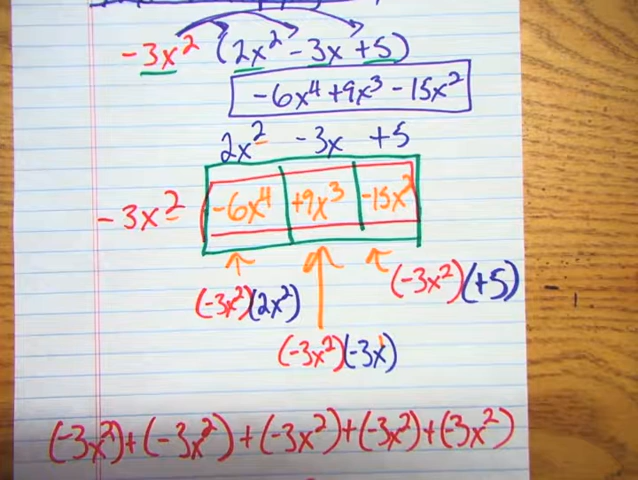 -3x² (2x² - 3x + 5)
-6x⁴ + 9x³ - 15x²
2x² - 3x + 5
-3x² -6x⁴ +9x³ -15x²
(-3x²)(2x²) (-3x²)(+5)
(-3x²)(-3x)
(-3x²)+(-3x²)+(-3x²)+(-3x²)+(-3x²)